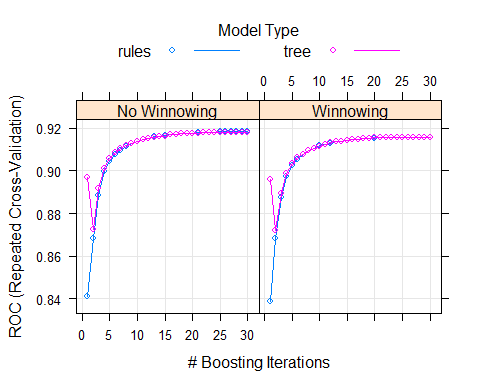 Model Type
rules tree
0 5 10 15 20 25 30
No Winnowing Winnowing
ROC (Repeated Cross-Validation)
0.92
0.90
0.88
0.86
0.84
0 5 10 15 20 25 30
# Boosting Iterations